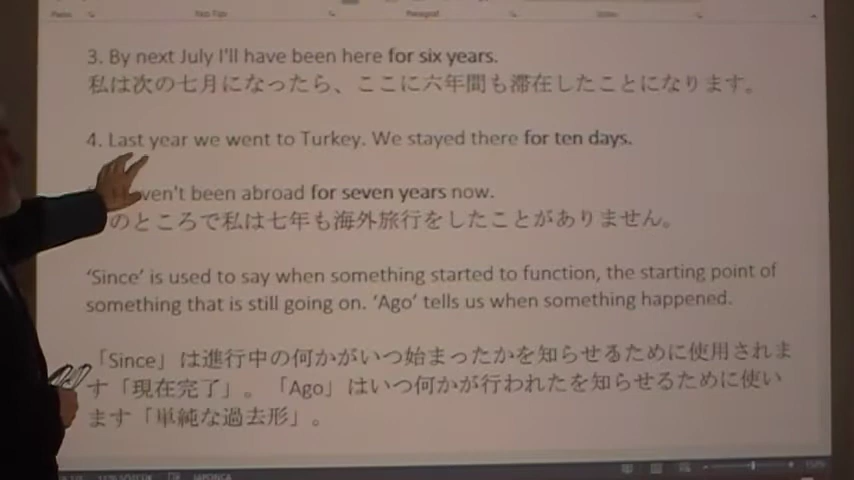 3. By next July I'll have been here for six years.
私は次の七月になったら、ここに六年間も滞在したことになります。
4. Last year we went to Turkey. We stayed there for ten days.
been abroad for seven years now.
のところで私は七年も海外旅行をしたことがありません。
‘Since’ is used to say when something started to function, the starting point of
something that is still going on. ‘Ago’ tells us when something happened.
「Since」は進行中の何かがいつ始まったかを知らせるために使用されま
す「現在完了」。「Ago」はいつ何かが行われたを知らせるために使い
ます「単純な過去形」。